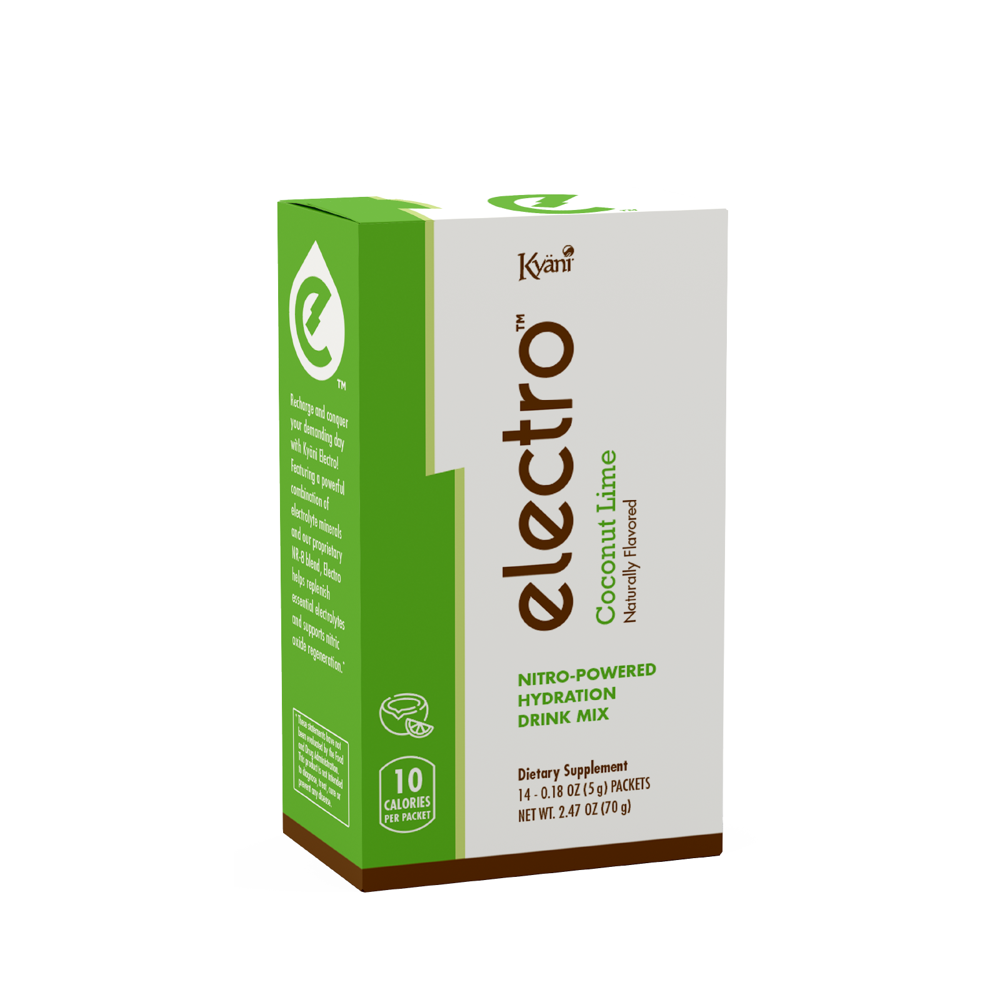 TM
Recharge and conquer
your demanding day
with Kyäni Electro!
Featuring a powerful
combination of
electrolyte minerals
and our proprietary
NR-8 blend, Electro
helps replenish
essential electrolytes
and supports nitric
oxide regeneration.*
* These statements have not
been evaluated by the Food
and Drug Administration.
This product is not intended
to diagnose, treat, cure or
prevent any disease.
10
CALORIES
PER PACKET
TM
Kyäni
electro™
Coconut Lime
Naturally Flavored
NITRO-POWERED
HYDRATION
DRINK MIX
Dietary Supplement
14 - 0.18 OZ (5 g) PACKETS
NET WT. 2.47 OZ (70 g)